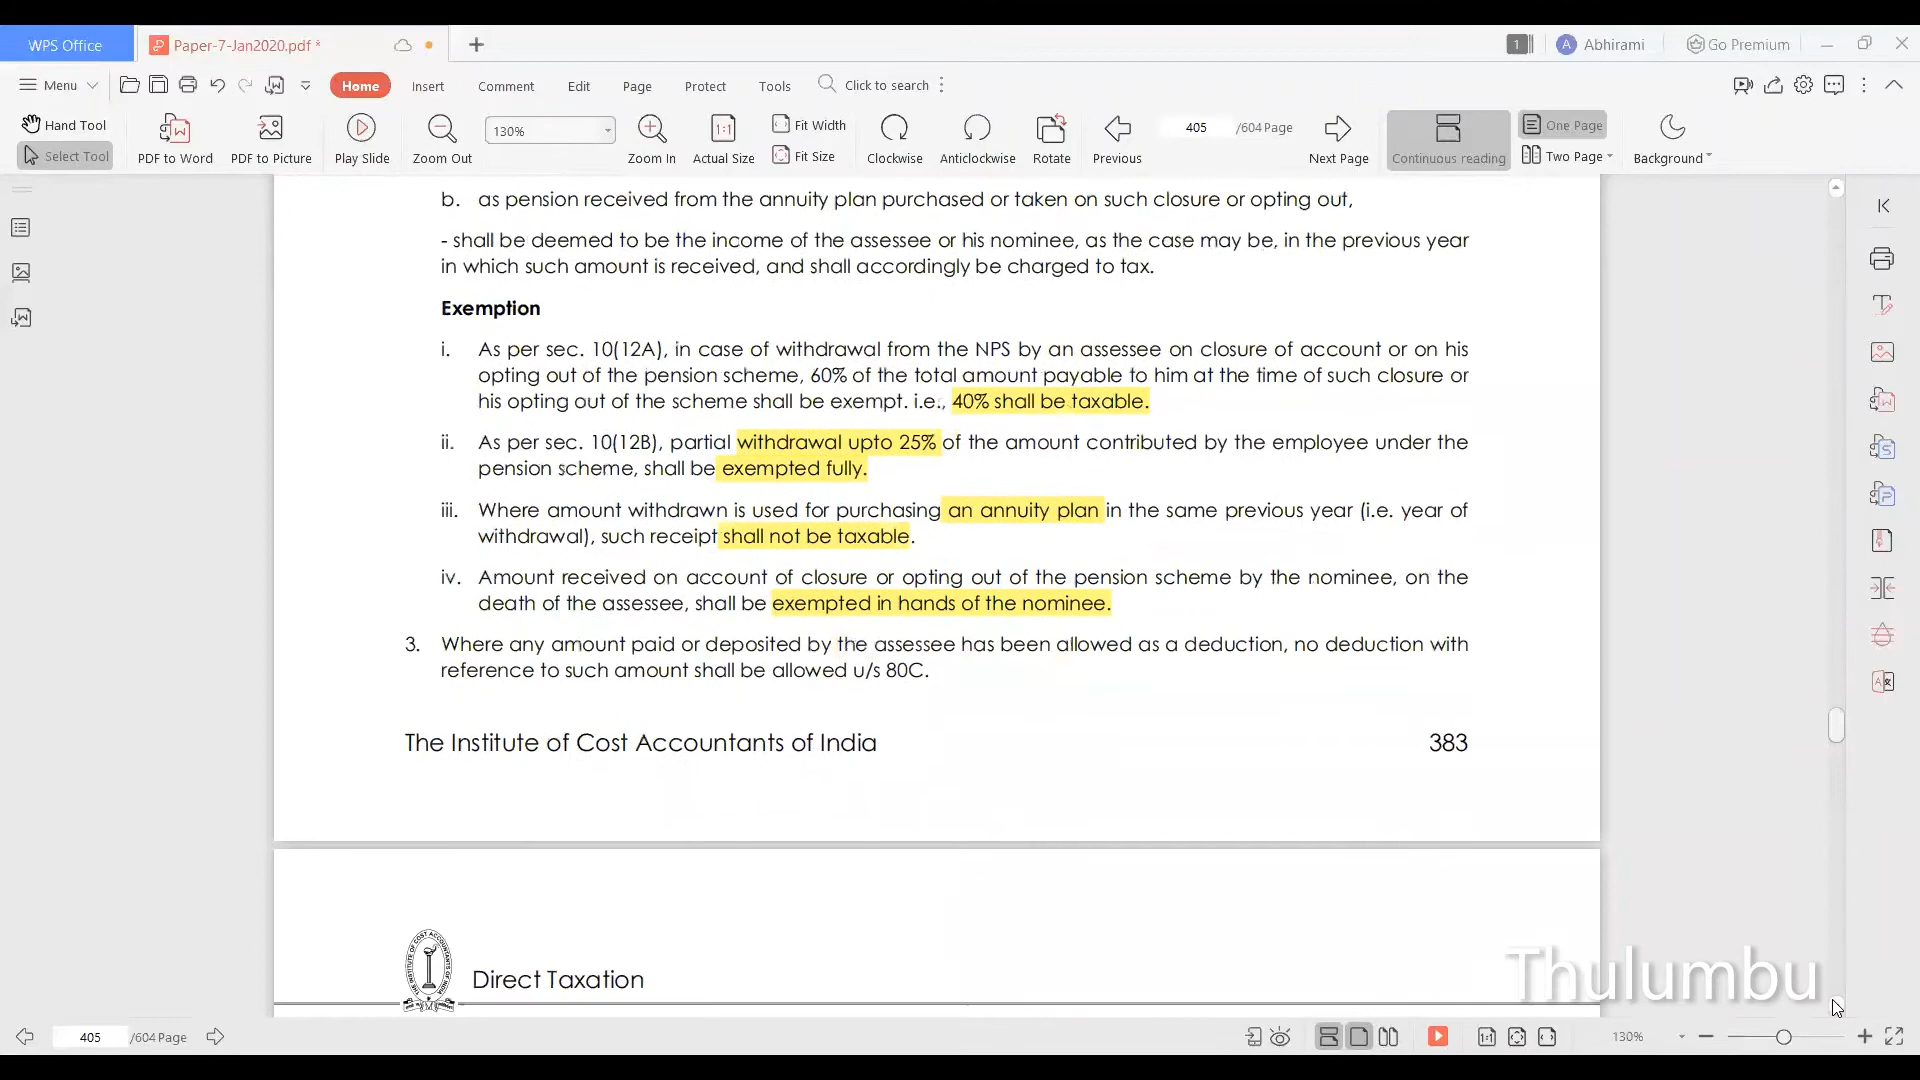 WPS Office
Paper-7-Jan2020.pdf *
1
A Abhirami
Go Premium
Menu
Home
Insert
Comment
Edit
Page
Protect
Tools
Click to search
Hand Tool
Select Tool
PDF to Word
PDF to Picture
Play Slide
Zoom Out
130%
Zoom In
1:1
Actual Size
Fit Width
Fit Size
Clockwise
Anticlockwise
Rotate
Previous
405 /604 Page
Next Page
Continuous reading
One Page
Two Page
Background
b. as pension received from the annuity plan purchased or taken on such closure or opting out,
- shall be deemed to be the income of the assessee or his nominee, as the case may be, in the previous year
in which such amount is received, and shall accordingly be charged to tax.
Exemption
i. As per sec. 10(12A), in case of withdrawal from the NPS by an assessee on closure of account or on his
opting out of the pension scheme, 60% of the total amount payable to him at the time of such closure or
his opting out of the scheme shall be exempt. i.e., 40% shall be taxable.
ii. As per sec. 10(12B), partial withdrawal upto 25% of the amount contributed by the employee under the
pension scheme, shall be exempted fully.
iii. Where amount withdrawn is used for purchasing an annuity plan in the same previous year (i.e. year of
withdrawal), such receipt shall not be taxable.
iv. Amount received on account of closure or opting out of the pension scheme by the nominee, on the
death of the assessee, shall be exempted in hands of the nominee.
3. Where any amount paid or deposited by the assessee has been allowed as a deduction, no deduction with
reference to such amount shall be allowed u/s 80C.
The Institute of Cost Accountants of India 383
Direct Taxation
Thulumbu
405 /604 Page
1:1
130%